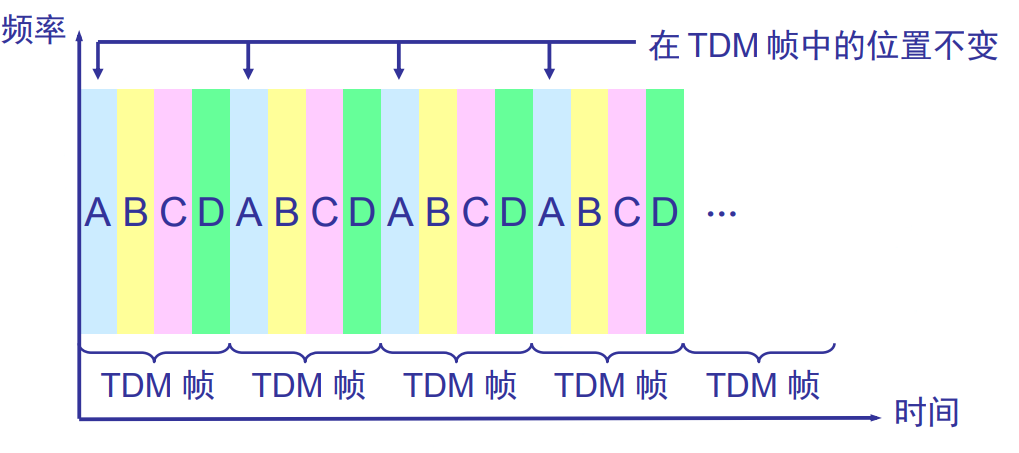 频率
在 TDM 帧中的位置不变
A B C D A B C D A B C D A B C D …
TDM 帧 TDM 帧 TDM 帧 TDM 帧 TDM 帧
时间